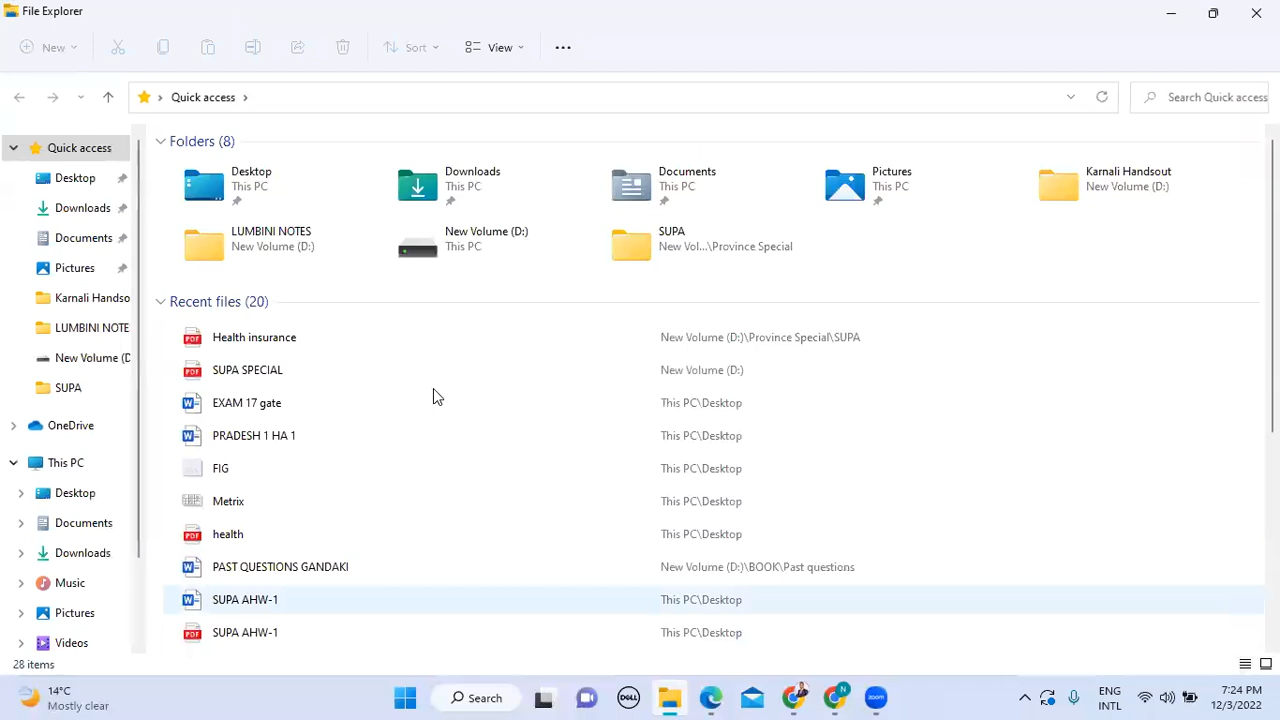 File Explorer
New
Sort
View
Quick access
Search Quick access
Quick access
Desktop
Downloads
Documents
Pictures
Karnali Handso
LUMBINI NOTE
New Volume (D
SUPA
OneDrive
This PC
Desktop
Documents
Downloads
Music
Pictures
Videos
Folders (8)
Desktop
This PC
Downloads
This PC
Documents
This PC
Pictures
This PC
Karnali Handsout
New Volume (D:)
LUMBINI NOTES
New Volume (D:)
New Volume (D:)
This PC
SUPA
New Vol...\Province Special
Recent files (20)
Health insurance New Volume (D:)\Province Special\SUPA
SUPA SPECIAL New Volume (D:)
EXAM 17 gate This PC\Desktop
PRADESH 1 HA 1 This PC\Desktop
FIG This PC\Desktop
Metrix This PC\Desktop
health This PC\Desktop
PAST QUESTIONS GANDAKI New Volume (D:)\BOOK\Past questions
SUPA AHW-1 This PC\Desktop
SUPA AHW-1 This PC\Desktop
28 items
14°C
Mostly clear
Search
DELL
N
zoom
ENG
INTL
7:24 PM
12/3/2022